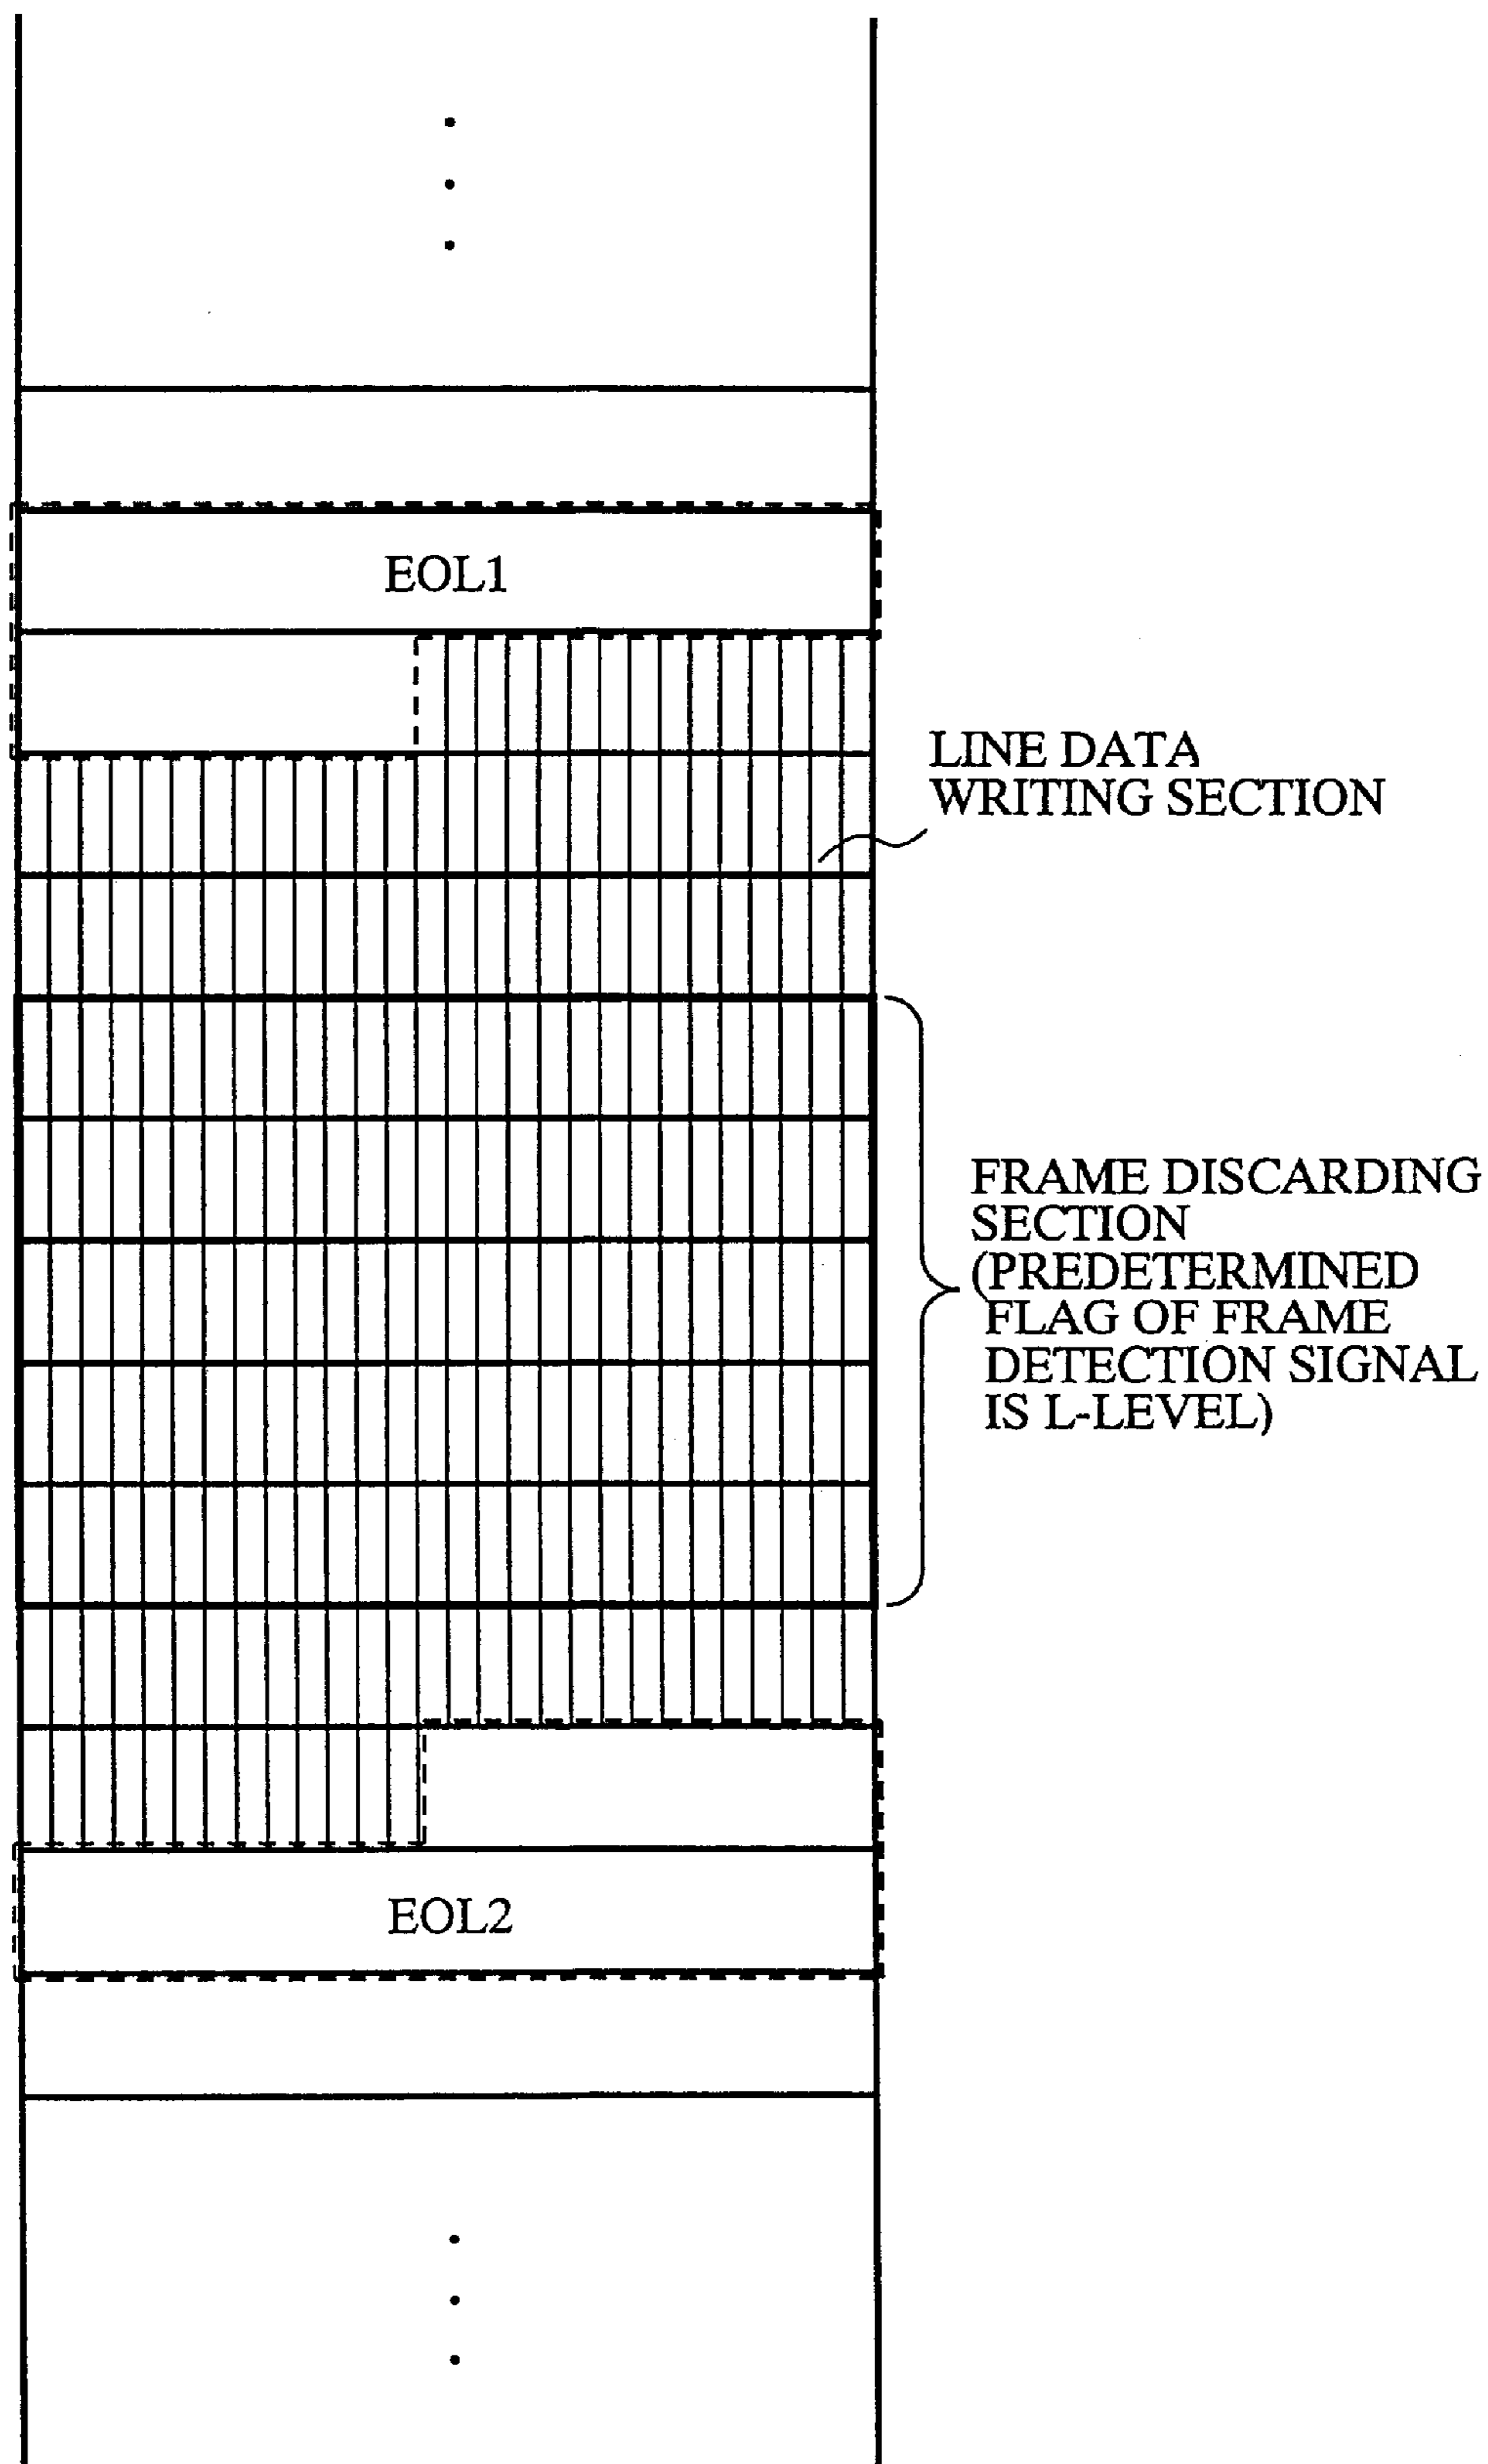 EOL1
LINE DATA
WRITING SECTION
FRAME DISCARDING
SECTION
(PREDETERMINED
FLAG OF FRAME
DETECTION SIGNAL
IS L-LEVEL)
EOL2